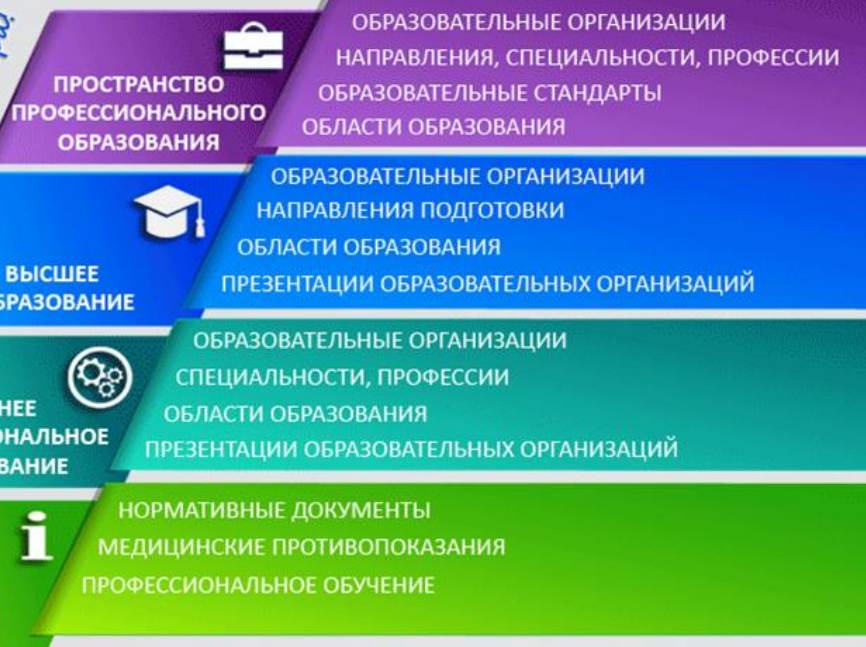 ПРОСТРАНСТВО
ПРОФЕССИОНАЛЬНОГО
ОБРАЗОВАНИЯ
ОБРАЗОВАТЕЛЬНЫЕ ОРГАНИЗАЦИИ
НАПРАВЛЕНИЯ, СПЕЦИАЛЬНОСТИ, ПРОФЕССИИ
ОБРАЗОВАТЕЛЬНЫЕ СТАНДАРТЫ
ОБЛАСТИ ОБРАЗОВАНИЯ
ВЫСШЕЕ
БРАЗОВАНИЕ
ОБРАЗОВАТЕЛЬНЫЕ ОРГАНИЗАЦИИ
НАПРАВЛЕНИЯ ПОДГОТОВКИ
ОБЛАСТИ ОБРАЗОВАНИЯ
ПРЕЗЕНТАЦИИ ОБРАЗОВАТЕЛЬНЫХ ОРГАНИЗАЦИЙ
НЕЕ
ОНАЛЬНОЕ
ВАНИЕ
ОБРАЗОВАТЕЛЬНЫЕ ОРГАНИЗАЦИИ
СПЕЦИАЛЬНОСТИ, ПРОФЕССИИ
ОБЛАСТИ ОБРАЗОВАНИЯ
ПРЕЗЕНТАЦИИ ОБРАЗОВАТЕЛЬНЫХ ОРГАНИЗАЦИЙ
НОРМАТИВНЫЕ ДОКУМЕНТЫ
МЕДИЦИНСКИЕ ПРОТИВОПОКАЗАНИЯ
ПРОФЕССИОНАЛЬНОЕ ОБУЧЕНИЕ